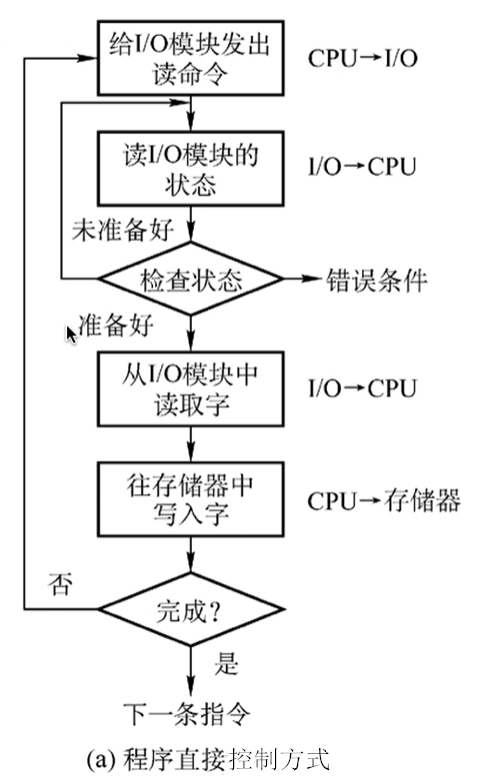 给I/O模块发出
读命令
CPU→I/O
读I/O模块的
状态
I/O→CPU
未准备好
检查状态
错误条件
准备好
从I/O模块中
读取字
I/O→CPU
往存储器中
写入字
CPU→存储器
否
完成?
是
下一条指令
(a) 程序直接控制方式